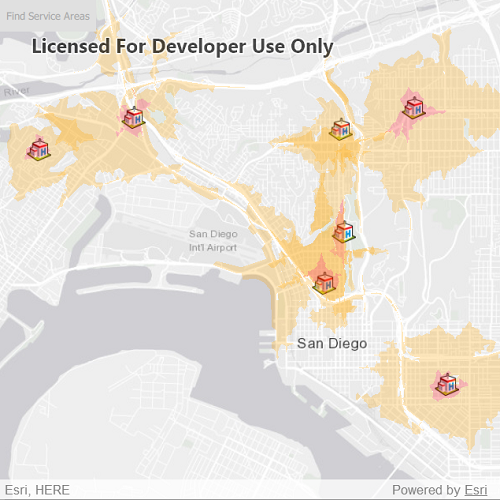 Find Service Areas
Licensed For Developer Use Only
River
San Diego
Int'l Airport
San Diego
Esri, HERE
Powered by Esri